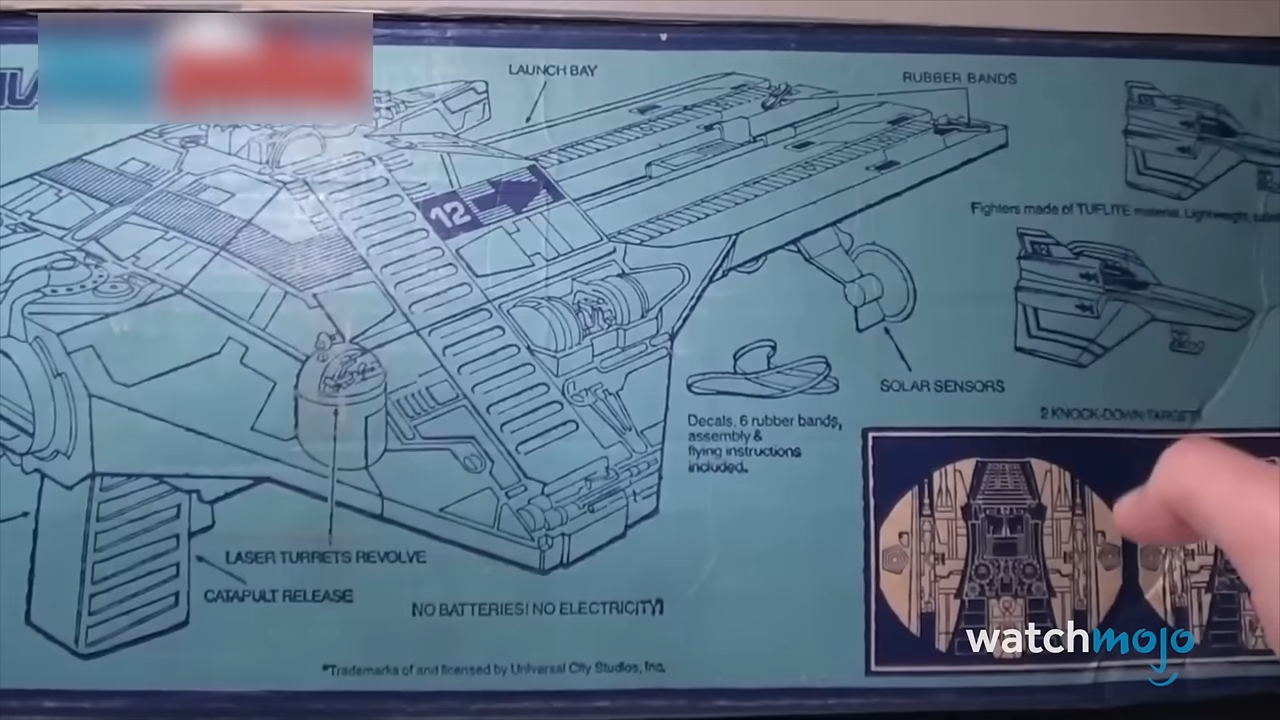 LAUNCH BAY
RUBBER BANDS
12
Fighters made of TUFLITE material. Lightweight,
SOLAR SENSORS
2 KNOCK-DOWN TARGETS
Decals, 6 rubber bands,
assembly &
flying instructions
included.
LASER TURRETS REVOLVE
CATAPULT RELEASE
NO BATTERIES! NO ELECTRICITY!
*Trademarks of and licensed by Universal City Studios, Inc.
watchmojo